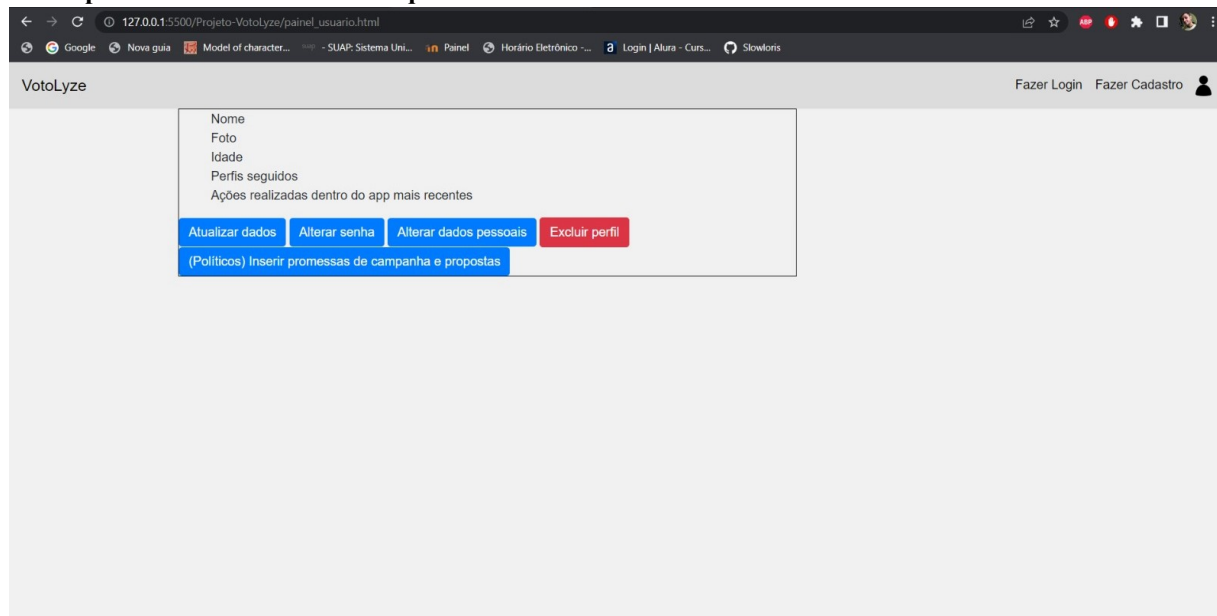 127.0.0.1:5500/Projeto-VotoLyze/painel_usuario.html
Google Nova guia Model of character... - SUAP: Sistema Uni... Painel Horário Eletrônico -... Login | Alura - Curs... Slowloris
VotoLyze Fazer Login Fazer Cadastro
Nome
Foto
Idade
Perfis seguidos
Ações realizadas dentro do app mais recentes
Atualizar dados Alterar senha Alterar dados pessoais Excluir perfil
(Políticos) Inserir promessas de campanha e propostas